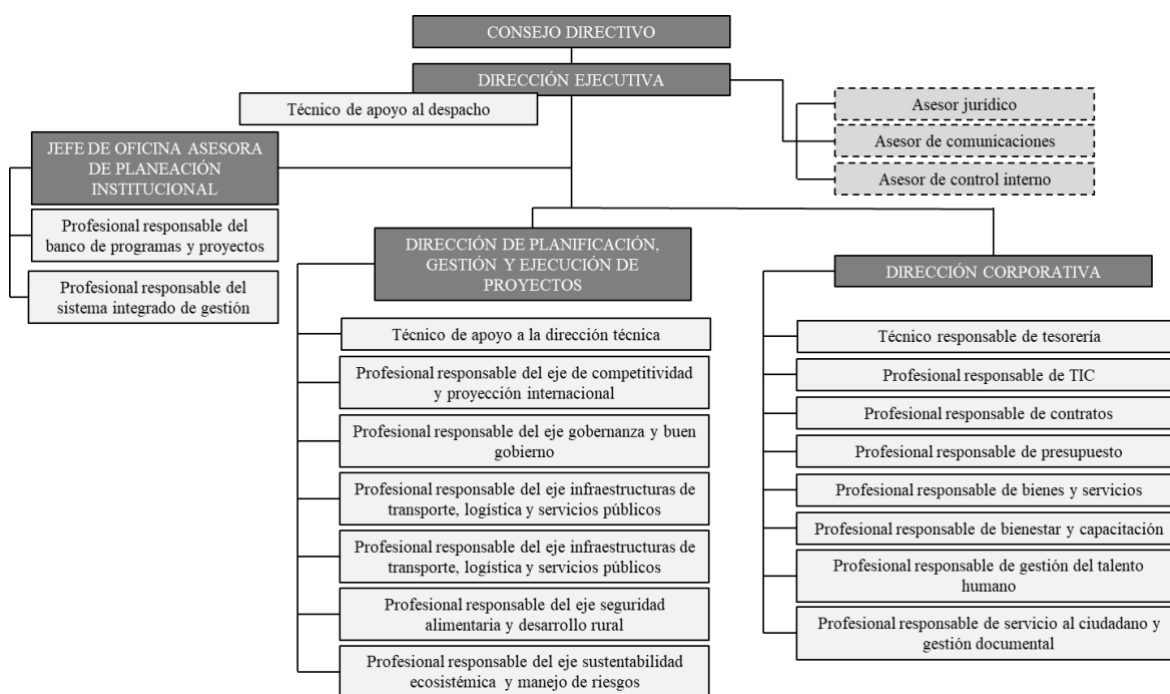 CONSEJO DIRECTIVO
DIRECCIÓN EJECUTIVA
Técnico de apoyo al despacho
Asesor jurídico
Asesor de comunicaciones
Asesor de control interno
JEFE DE OFICINA ASESORA
DE PLANEACIÓN
INSTITUCIONAL
Profesional responsable del
banco de programas y proyectos
Profesional responsable del
sistema integrado de gestión
DIRECCIÓN DE PLANIFICACIÓN,
GESTIÓN Y EJECUCIÓN DE
PROYECTOS
Técnico de apoyo a la dirección técnica
Profesional responsable del eje de competitividad
y proyección internacional
Profesional responsable del eje gobernanza y buen
gobierno
Profesional responsable del eje infraestructuras de
transporte, logística y servicios públicos
Profesional responsable del eje infraestructuras de
transporte, logística y servicios públicos
Profesional responsable del eje seguridad
alimentaria y desarrollo rural
Profesional responsable del eje sustentabilidad
ecosistémica y manejo de riesgos
DIRECCIÓN CORPORATIVA
Técnico responsable de tesorería
Profesional responsable de TIC
Profesional responsable de contratos
Profesional responsable de presupuesto
Profesional responsable de bienes y servicios
Profesional responsable de bienestar y capacitación
Profesional responsable de gestión del talento
humano
Profesional responsable de servicio al ciudadano y
gestión documental